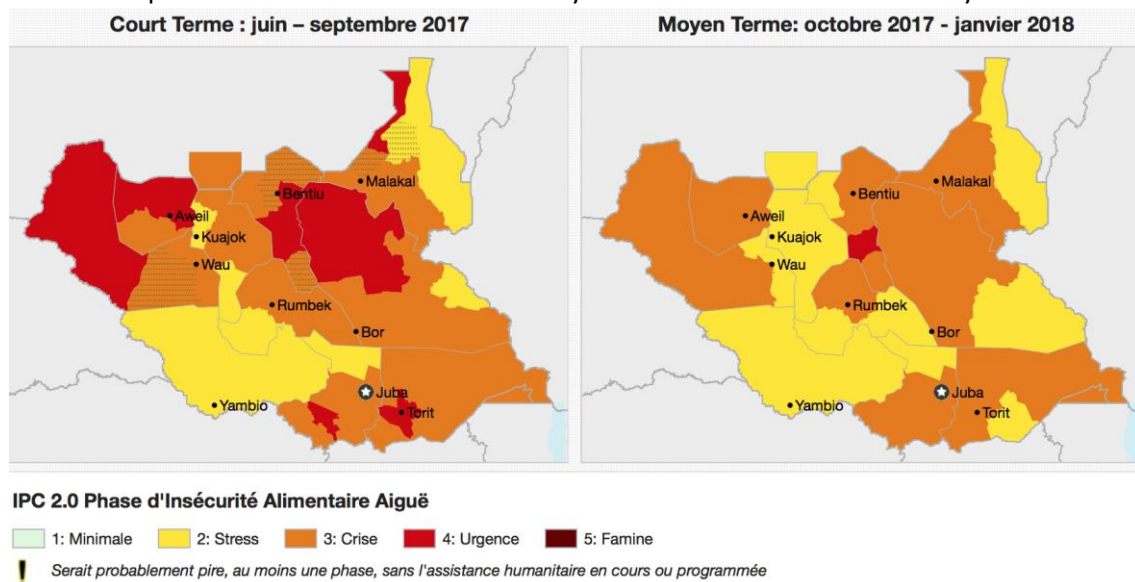 Court Terme : juin – septembre 2017
Moyen Terme: octobre 2017 - janvier 2018
Bentiu
Malakal
Aweil
Kuajok
Wau
Rumbek
Bor
Juba
Yambio
Torit
Malakal
Bentiu
Aweil
Kuajok
Wau
Rumbek
Bor
Juba
Yambio
Torit
IPC 2.0 Phase d'Insécurité Alimentaire Aiguë
1: Minimale 2: Stress 3: Crise 4: Urgence 5: Famine
! Serait probablement pire, au moins une phase, sans l'assistance humanitaire en cours ou programmée